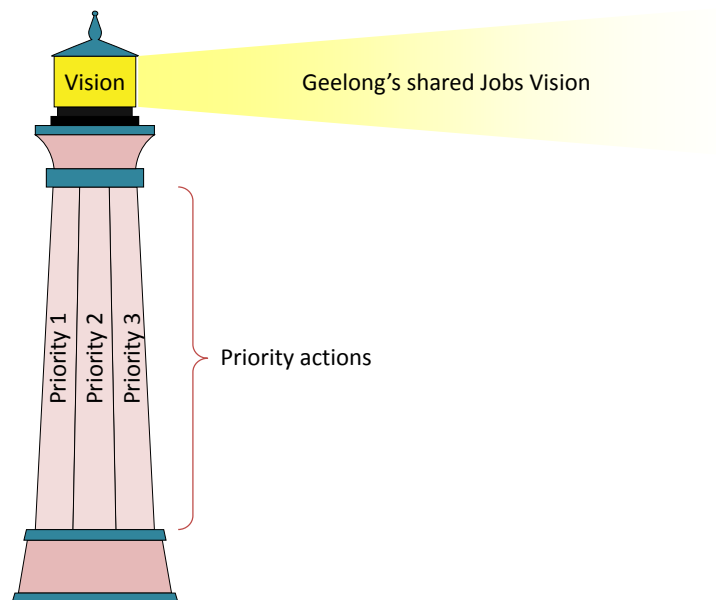 Vision
Geelong’s shared Jobs Vision
Priority 1
Priority 2
Priority 3
Priority actions